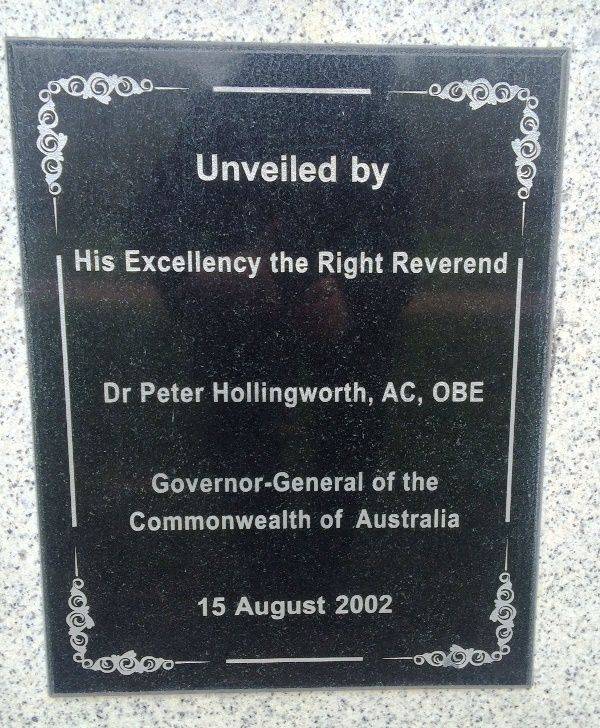 Unveiled by
His Excellency the Right Reverend
Dr Peter Hollingworth, AC, OBE
Governor-General of the
Commonwealth of Australia
15 August 2002